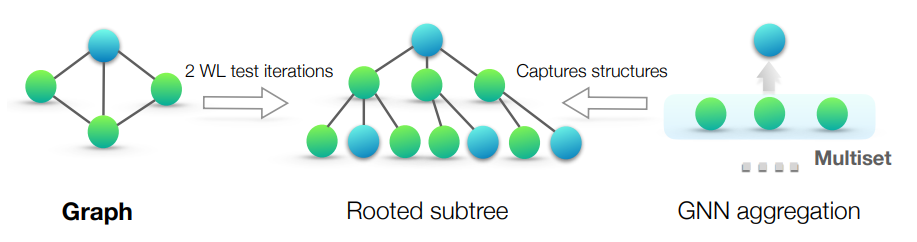 2 WL test iterations
Captures structures
Multiset
Graph
Rooted subtree
GNN aggregation